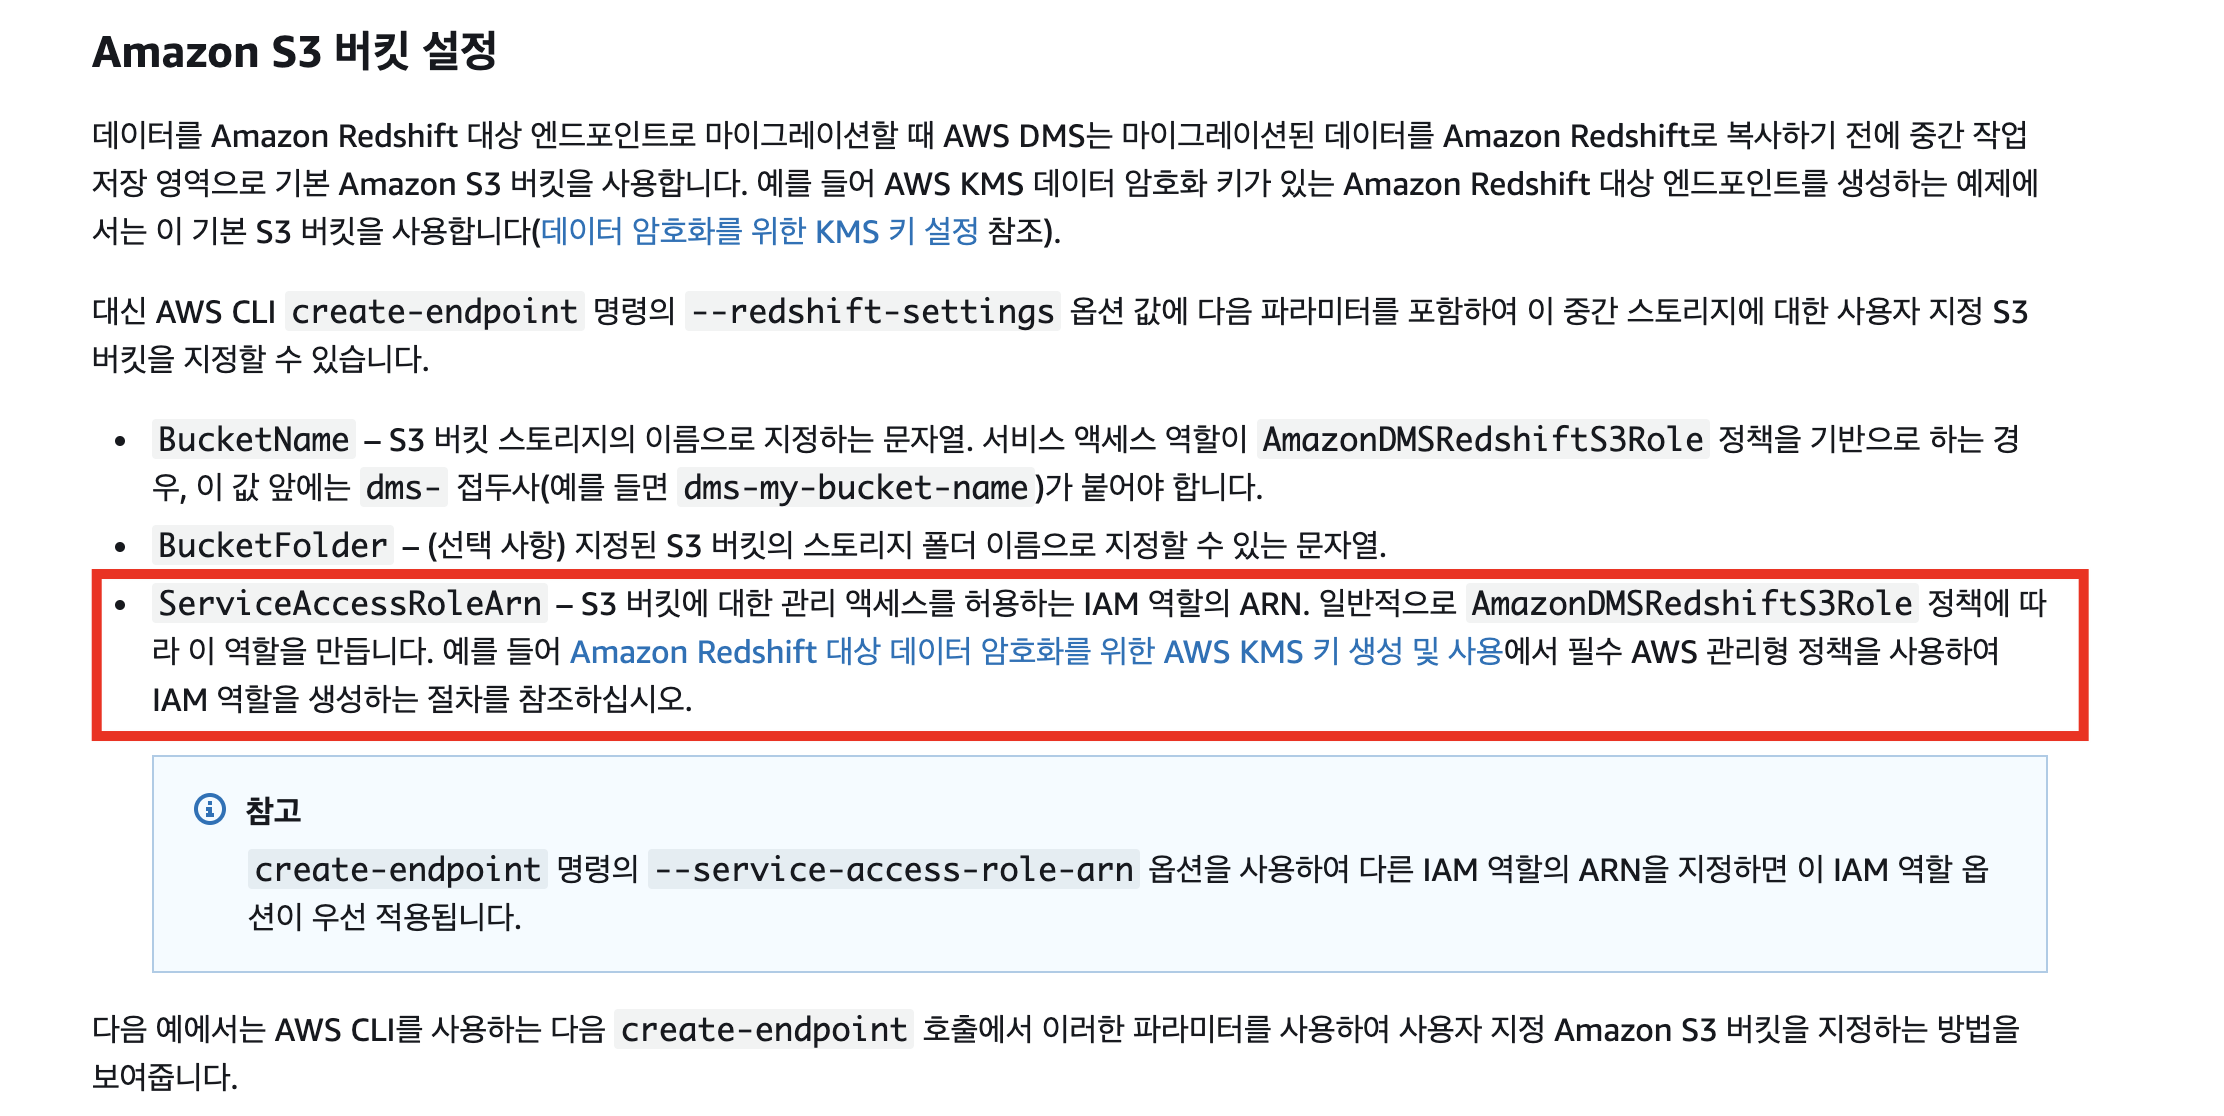 Amazon S3 버킷 설정
데이터를 Amazon Redshift 대상 엔드포인트로 마이그레이션할 때 AWS DMS는 마이그레이션된 데이터를 Amazon Redshift로 복사하기 전에 중간 작업
저장 영역으로 기본 Amazon S3 버킷을 사용합니다. 예를 들어 AWS KMS 데이터 암호화 키가 있는 Amazon Redshift 대상 엔드포인트를 생성하는 예제에
서는 이 기본 S3 버킷을 사용합니다(데이터 암호화를 위한 KMS 키 설정 참조).
대신 AWS CLI create-endpoint 명령의 --redshift-settings 옵션 값에 다음 파라미터를 포함하여 이 중간 스토리지에 대한 사용자 지정 S3
버킷을 지정할 수 있습니다.
• BucketName – S3 버킷 스토리지의 이름으로 지정하는 문자열. 서비스 액세스 역할이 AmazonDMSRedshiftS3Role 정책을 기반으로 하는 경
우, 이 값 앞에는 dms- 접두사(예를 들면 dms-my-bucket-name)가 붙어야 합니다.
• BucketFolder – (선택 사항) 지정된 S3 버킷의 스토리지 폴더 이름으로 지정할 수 있는 문자열.
• ServiceAccessRoleArn – S3 버킷에 대한 관리 액세스를 허용하는 IAM 역할의 ARN. 일반적으로 AmazonDMSRedshiftS3Role 정책에 따
라 이 역할을 만듭니다. 예를 들어 Amazon Redshift 대상 데이터 암호화를 위한 AWS KMS 키 생성 및 사용에서 필수 AWS 관리형 정책을 사용하여
IAM 역할을 생성하는 절차를 참조하십시오.
참고
create-endpoint 명령의 --service-access-role-arn 옵션을 사용하여 다른 IAM 역할의 ARN을 지정하면 이 IAM 역할 옵
션이 우선 적용됩니다.
다음 예에서는 AWS CLI를 사용하는 다음 create-endpoint 호출에서 이러한 파라미터를 사용하여 사용자 지정 Amazon S3 버킷을 지정하는 방법을
보여줍니다.